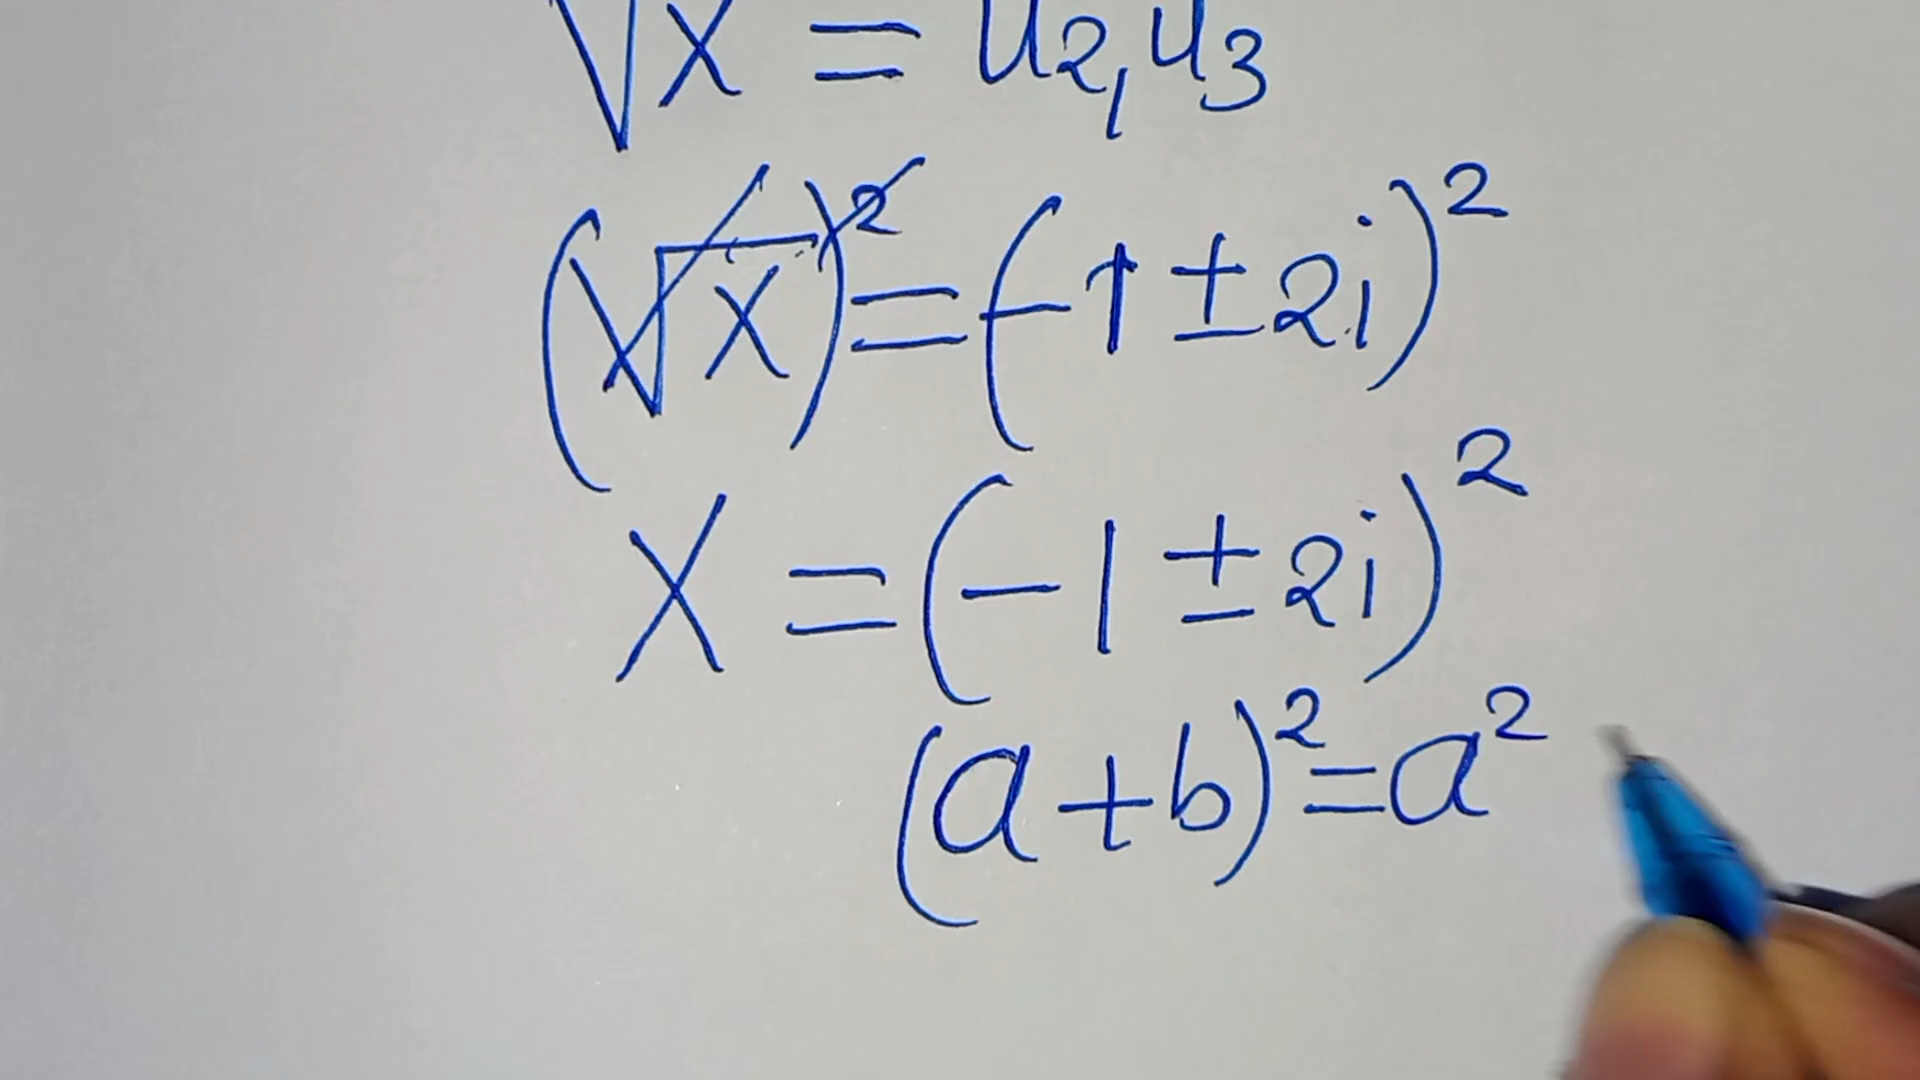 √x = u₂,u₃
(√x)² = (-1 ± 2i)²
x = (-1 ± 2i)²
(a + b)² = a²